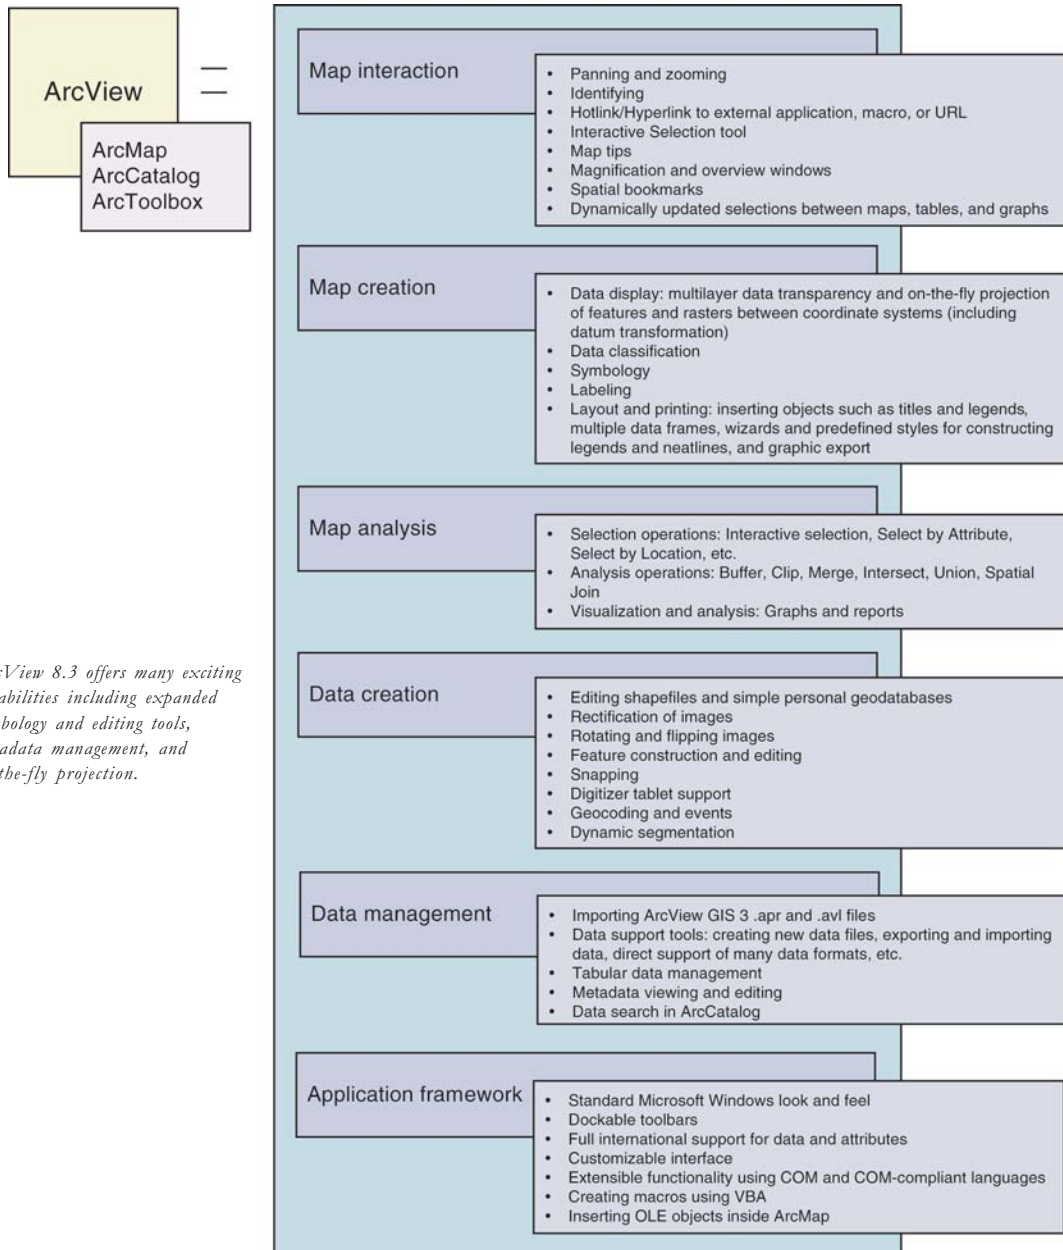 ArcView
ArcMap
ArcCatalog
ArcToolbox
Map interaction
• Panning and zooming
• Identifying
• Hotlink/Hyperlink to external application, macro, or URL
• Interactive Selection tool
• Map tips
• Magnification and overview windows
• Spatial bookmarks
• Dynamically updated selections between maps, tables, and graphs
Map creation
• Data display: multilayer data transparency and on-the-fly projection
of features and rasters between coordinate systems (including
datum transformation)
• Data classification
• Symbology
• Labeling
• Layout and printing: inserting objects such as titles and legends,
multiple data frames, wizards and predefined styles for constructing
legends and neatlines, and graphic export
Map analysis
• Selection operations: Interactive selection, Select by Attribute,
Select by Location, etc.
• Analysis operations: Buffer, Clip, Merge, Intersect, Union, Spatial
Join
• Visualization and analysis: Graphs and reports
cView 8.3 offers many exciting
abilities including expanded
bology and editing tools,
adata management, and
the-fly projection.
Data creation
• Editing shapefiles and simple personal geodatabases
• Rectification of images
• Rotating and flipping images
• Feature construction and editing
• Snapping
• Digitizer tablet support
• Geocoding and events
• Dynamic segmentation
Data management
• Importing ArcView GIS 3 .apr and .avl files
• Data support tools: creating new data files, exporting and importing
data, direct support of many data formats, etc.
• Tabular data management
• Metadata viewing and editing
• Data search in ArcCatalog
Application framework
• Standard Microsoft Windows look and feel
• Dockable toolbars
• Full international support for data and attributes
• Customizable interface
• Extensible functionality using COM and COM-compliant languages
• Creating macros using VBA
• Inserting OLE objects inside ArcMap